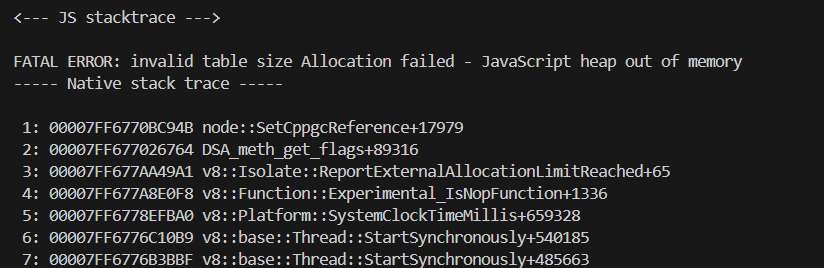 <--- JS stacktrace --->
FATAL ERROR: invalid table size Allocation failed - JavaScript heap out of memory
----- Native stack trace -----
1: 00007FF6770BC94B node::SetCppgcReference+17979
2: 00007FF677026764 DSA_meth_get_flags+89316
3: 00007FF677AA49A1 v8::Isolate::ReportExternalAllocationLimitReached+65
4: 00007FF677A8E0F8 v8::Function::Experimental_IsNopFunction+1336
5: 00007FF6778EFBA0 v8::Platform::SystemClockTimeMillis+659328
6: 00007FF6776C10B9 v8::base::Thread::StartSynchronously+540185
7: 00007FF6776B3BBF v8::base::Thread::StartSynchronously+485663